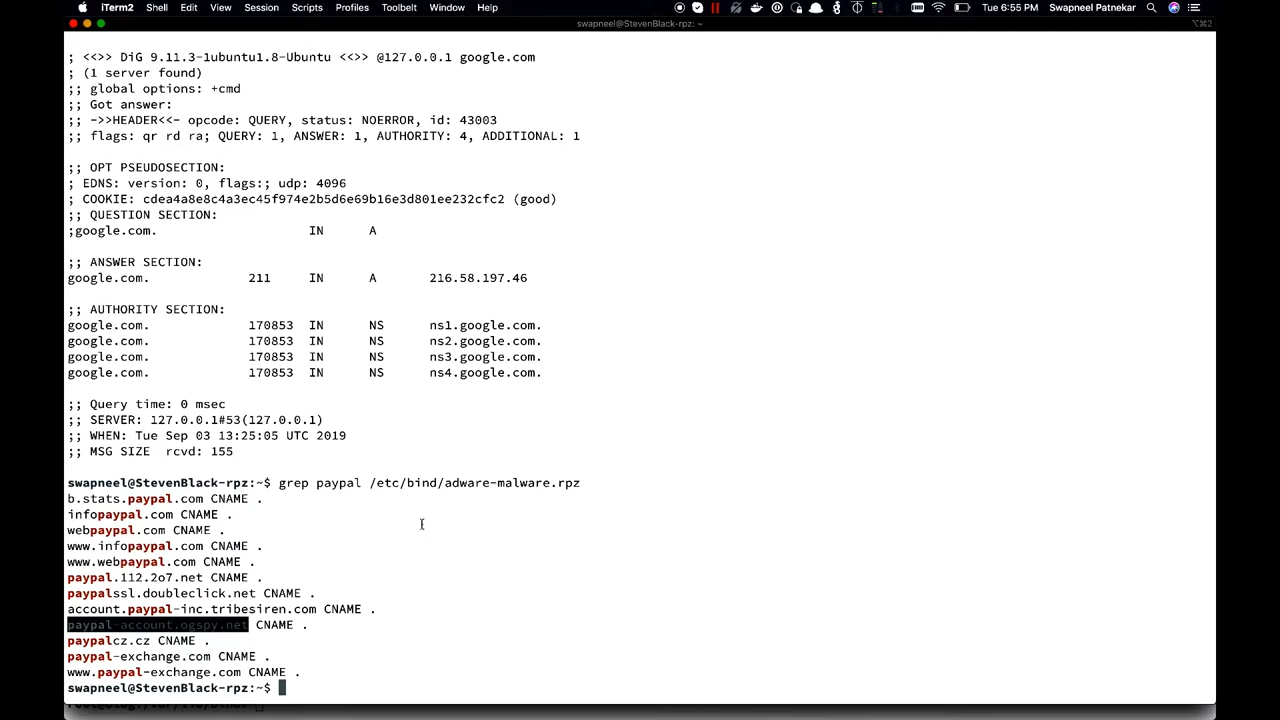 iTerm2 Shell Edit View Session Scripts Profiles Toolbelt Window Help Tue 6:55 PM Swapneel Patnekar
swapneel@StevenBlack-rpz: ~ ⌥⌘2
; <<>> DiG 9.11.3-1ubuntu1.8-Ubuntu <<>> @127.0.0.1 google.com
; (1 server found)
;; global options: +cmd
;; Got answer:
;; ->>HEADER<<- opcode: QUERY, status: NOERROR, id: 43003
;; flags: qr rd ra; QUERY: 1, ANSWER: 1, AUTHORITY: 4, ADDITIONAL: 1
;; OPT PSEUDOSECTION:
; EDNS: version: 0, flags:; udp: 4096
; COOKIE: cdea4a8e8c4a3ec45f974e2b5d6e69b16e3d801ee232cfc2 (good)
;; QUESTION SECTION:
;google.com. IN A
;; ANSWER SECTION:
google.com. 211 IN A 216.58.197.46
;; AUTHORITY SECTION:
google.com. 170853 IN NS ns1.google.com.
google.com. 170853 IN NS ns2.google.com.
google.com. 170853 IN NS ns3.google.com.
google.com. 170853 IN NS ns4.google.com.
;; Query time: 0 msec
;; SERVER: 127.0.0.1#53(127.0.0.1)
;; WHEN: Tue Sep 03 13:25:05 UTC 2019
;; MSG SIZE rcvd: 155
swapneel@StevenBlack-rpz:~$ grep paypal /etc/bind/adware-malware.rpz
b.stats.paypal.com CNAME .
infopaypal.com CNAME .
webpaypal.com CNAME .
www.infopaypal.com CNAME .
www.webpaypal.com CNAME .
paypal.112.2o7.net CNAME .
paypalssl.doubleclick.net CNAME .
account.paypal-inc.tribesiren.com CNAME .
paypal-account.ogspy.net CNAME .
paypalcz.cz CNAME .
paypal-exchange.com CNAME .
www.paypal-exchange.com CNAME .
swapneel@StevenBlack-rpz:~$